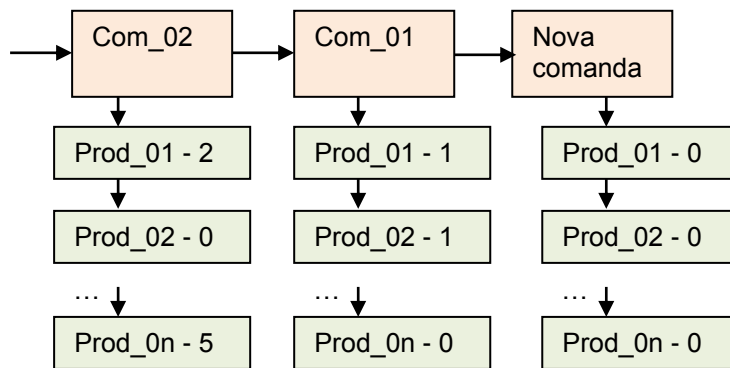 Com_02
Com_01
Nova
comanda
Prod_01 - 2
Prod_01 - 1
Prod_01 - 0
Prod_02 - 0
Prod_02 - 1
Prod_02 - 0
...
...
...
Prod_0n - 5
Prod_0n - 0
Prod_0n - 0